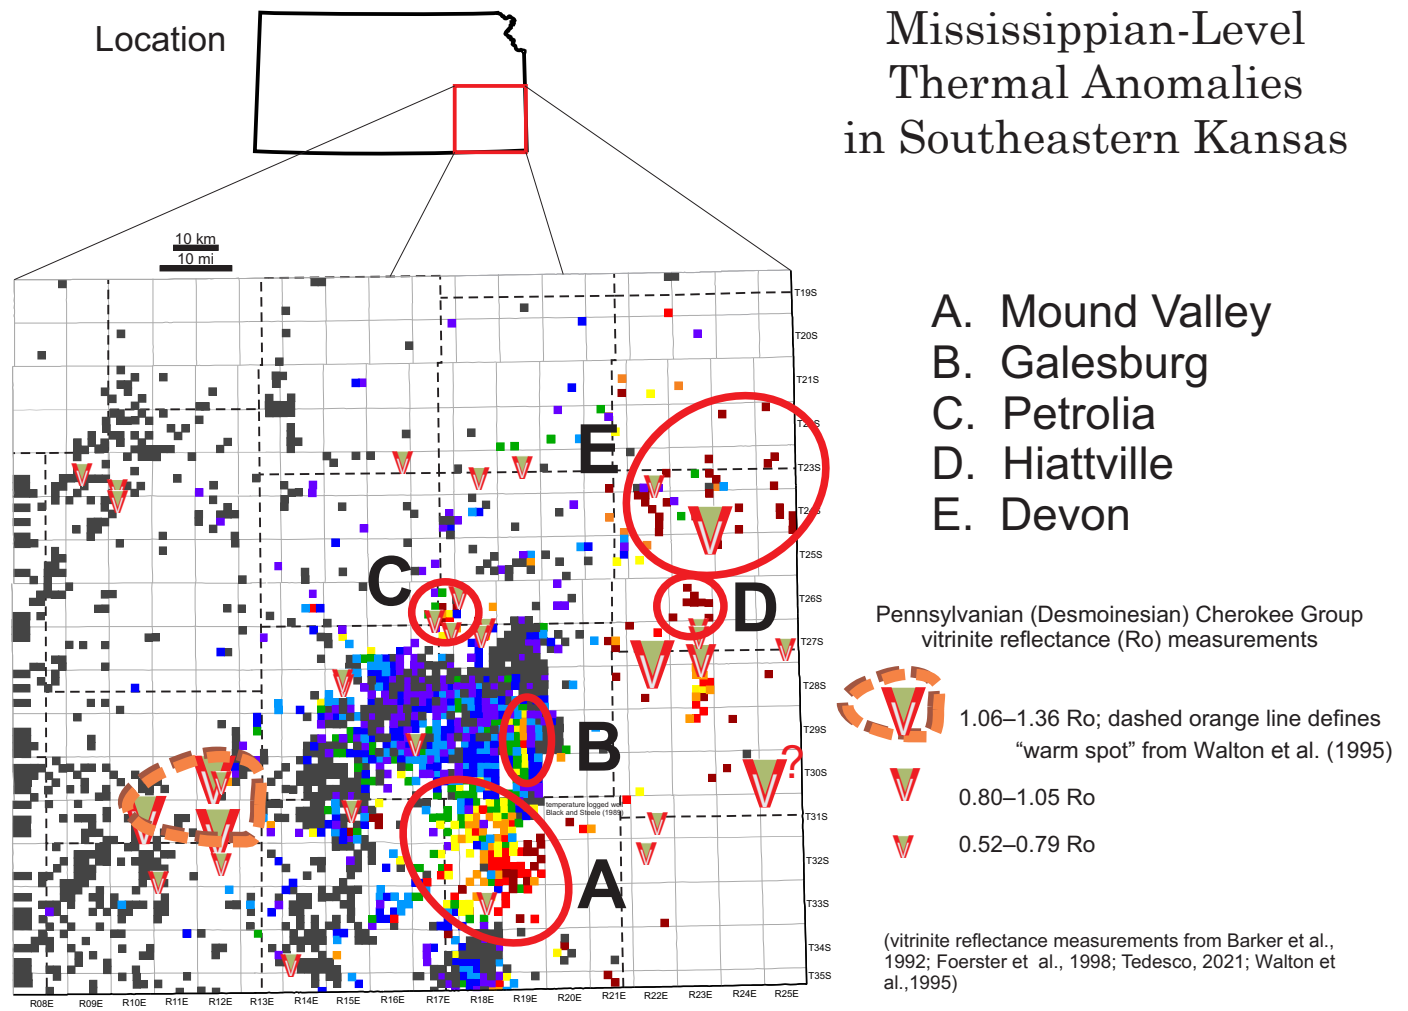 Location
Mississippian-Level
Thermal Anomalies
in Southeastern Kansas
10 km
10 mi
T19S
T20S
T21S
T23S
T25S
T26S
T27S
T28S
T29S
T30S
T31S
T32S
T33S
T34S
T35S
E
C
D
B
A
?
temperature logged well
Black and Steele (1989)
R08E
R09E
R10E
R11E
R12E
R13E
R14E
R15E
R16E
R17E
R18E
R19E
R20E
R21E
R22E
R23E
R24E
R25E
A. Mound Valley
B. Galesburg
C. Petrolia
D. Hiattville
E. Devon
Pennsylvanian (Desmoinesian) Cherokee Group
vitrinite reflectance (Ro) measurements
1.06–1.36 Ro; dashed orange line defines
“warm spot” from Walton et al. (1995)
0.80–1.05 Ro
0.52–0.79 Ro
(vitrinite reflectance measurements from Barker et al.,
1992; Foerster et al., 1998; Tedesco, 2021; Walton et
al.,1995)